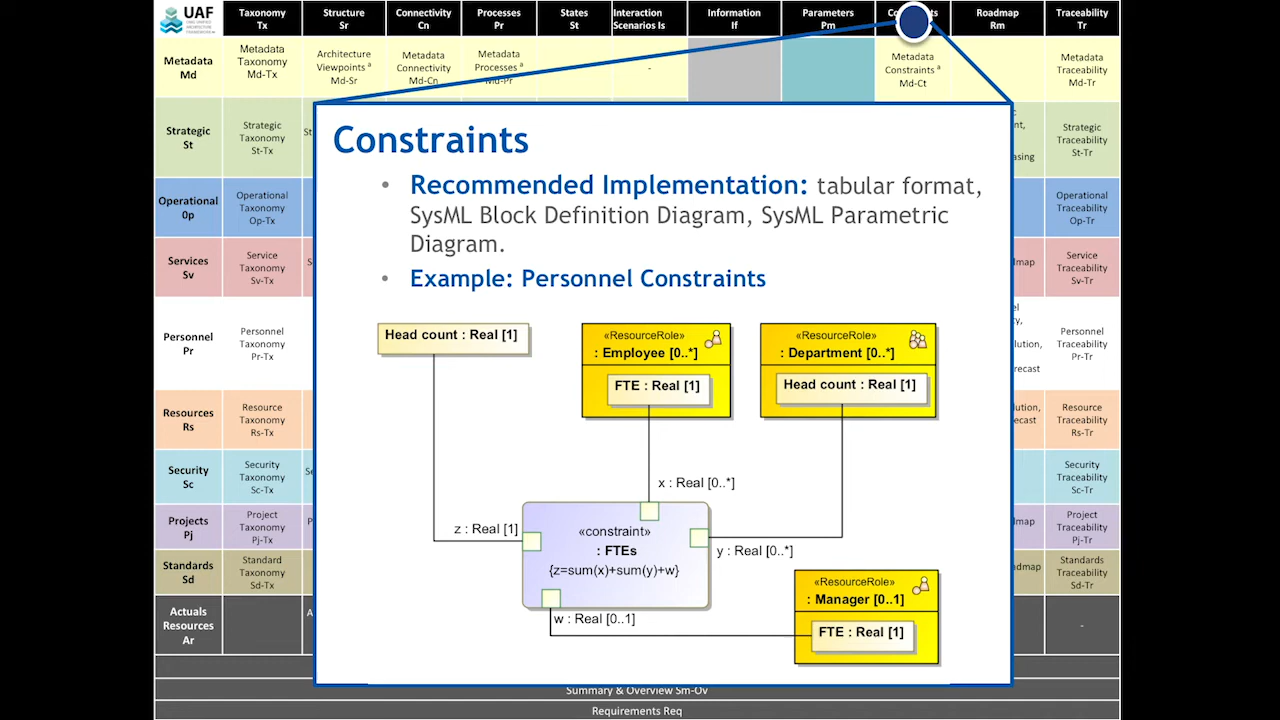 UAF
Taxonomy
Tx
Structure
Sr
Connectivity
Cn
Processes
Pr
States
St
Interaction
Scenarios Is
Information
If
Parameters
Pm
Ct
Roadmap
Rm
Traceability
Tr
Metadata
Md
Metadata
Taxonomy
Md-Tx
Architecture
Viewpoints ª
Md-Sr
Metadata
Connectivity
Md-Cn
Metadata
Processes ª
Md-Pr
-
-
Metadata
Constraints ª
Md-Ct
Metadata
Traceability
Md-Tr
Strategic
St
Strategic
Taxonomy
St-Tx
Strategic
Traceability
St-Tr
Operational
Op
Operational
Taxonomy
Op-Tx
Operational
Traceability
Op-Tr
Services
Sv
Service
Taxonomy
Sv-Tx
Service
Traceability
Sv-Tr
Personnel
Pr
Personnel
Taxonomy
Pr-Tx
Personnel
Traceability
Pr-Tr
Resources
Rs
Resource
Taxonomy
Rs-Tx
Resource
Traceability
Rs-Tr
Security
Sc
Security
Taxonomy
Sc-Tx
Security
Traceability
Sc-Tr
Projects
Pj
Project
Taxonomy
Pj-Tx
Project
Traceability
Pj-Tr
Standards
Sd
Standard
Taxonomy
Sd-Tx
Standards
Traceability
Sd-Tr
Actuals
Resources
Ar
-
Constraints
• Recommended Implementation: tabular format,
SysML Block Definition Diagram, SysML Parametric
Diagram.
• Example: Personnel Constraints
Head count : Real [1]
«ResourceRole»
: Employee [0..*]
FTE : Real [1]
«ResourceRole»
: Department [0..*]
Head count : Real [1]
x : Real [0..*]
z : Real [1]
«constraint»
: FTEs
{z=sum(x)+sum(y)+w}
y : Real [0..*]
w : Real [0..1]
«ResourceRole»
: Manager [0..1]
FTE : Real [1]
Summary & Overview Sm-Ov
Requirements Req